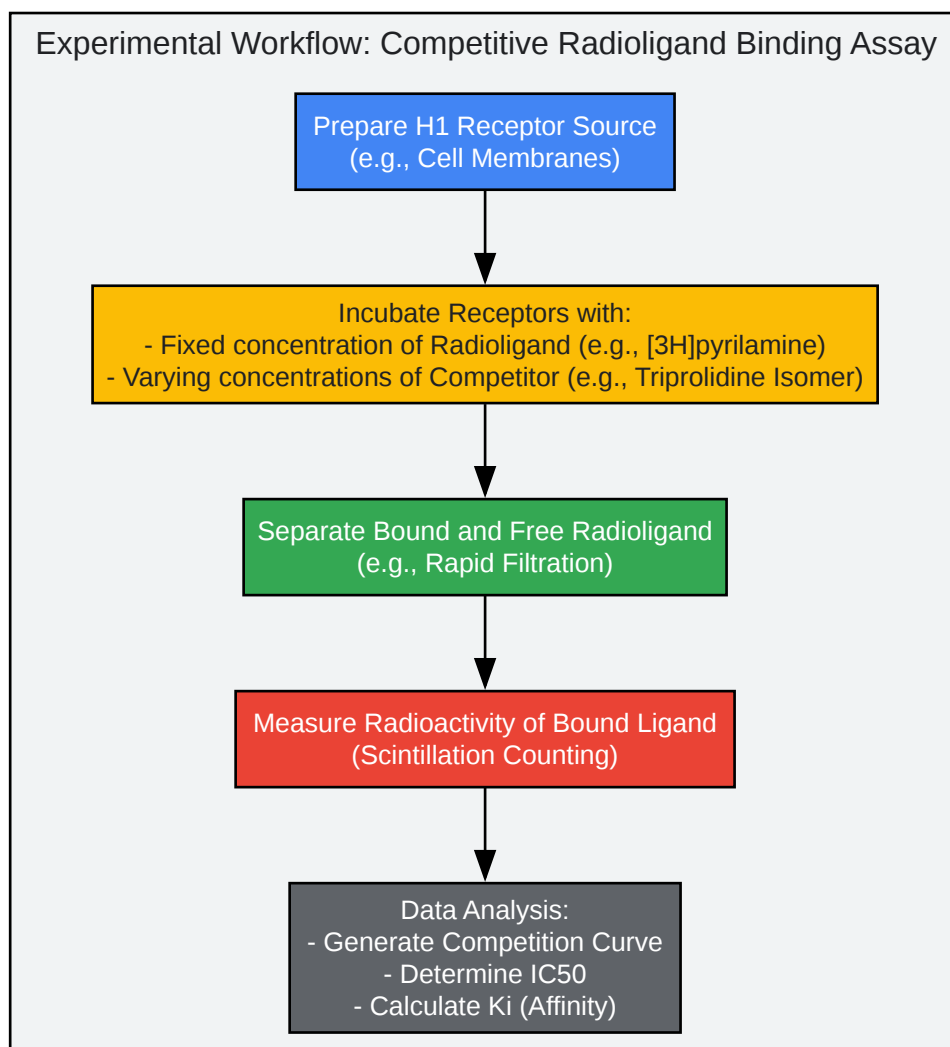 Experimental Workflow: Competitive Radioligand Binding Assay
Prepare H1 Receptor Source
(e.g., Cell Membranes)
Incubate Receptors with:
- Fixed concentration of Radioligand (e.g., [3H]pyrilamine)
- Varying concentrations of Competitor (e.g., Triprolidine Isomer)
Separate Bound and Free Radioligand
(e.g., Rapid Filtration)
Measure Radioactivity of Bound Ligand
(Scintillation Counting)
Data Analysis:
- Generate Competition Curve
- Determine IC50
- Calculate Ki (Affinity)